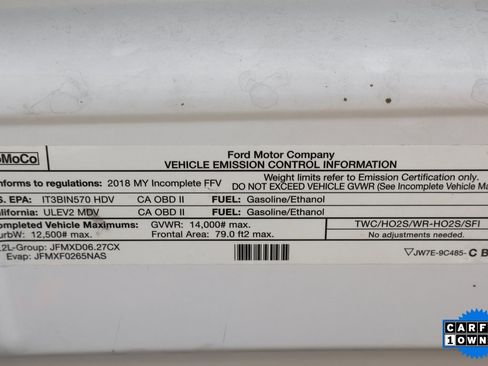 oMoCo
Ford Motor Company
VEHICLE EMISSION CONTROL INFORMATION
nforms to regulations: 2018 MY Incomplete FFV
Weight limits refer to Emission Certification only.
DO NOT EXCEED VEHICLE GVWR (See Incomplete Vehicle Ma
S. EPA: IT3BIN570 HDV CA OBD II FUEL: Gasoline/Ethanol
alifornia: ULEV2 MDV CA OBD II FUEL: Gasoline/Ethanol
ompleted Vehicle Maximums: GVWR: 14,000# max. TWC/HO2S/WR-HO2S/SFI
urbW: 12,500# max. Frontal Area: 79.0 ft2 max. No adjustments needed.
.2L-Group: JFMXD06.27CX
Evap: JFMXF0265NAS
JW7E-9C485- C B
CARF
1 OWN